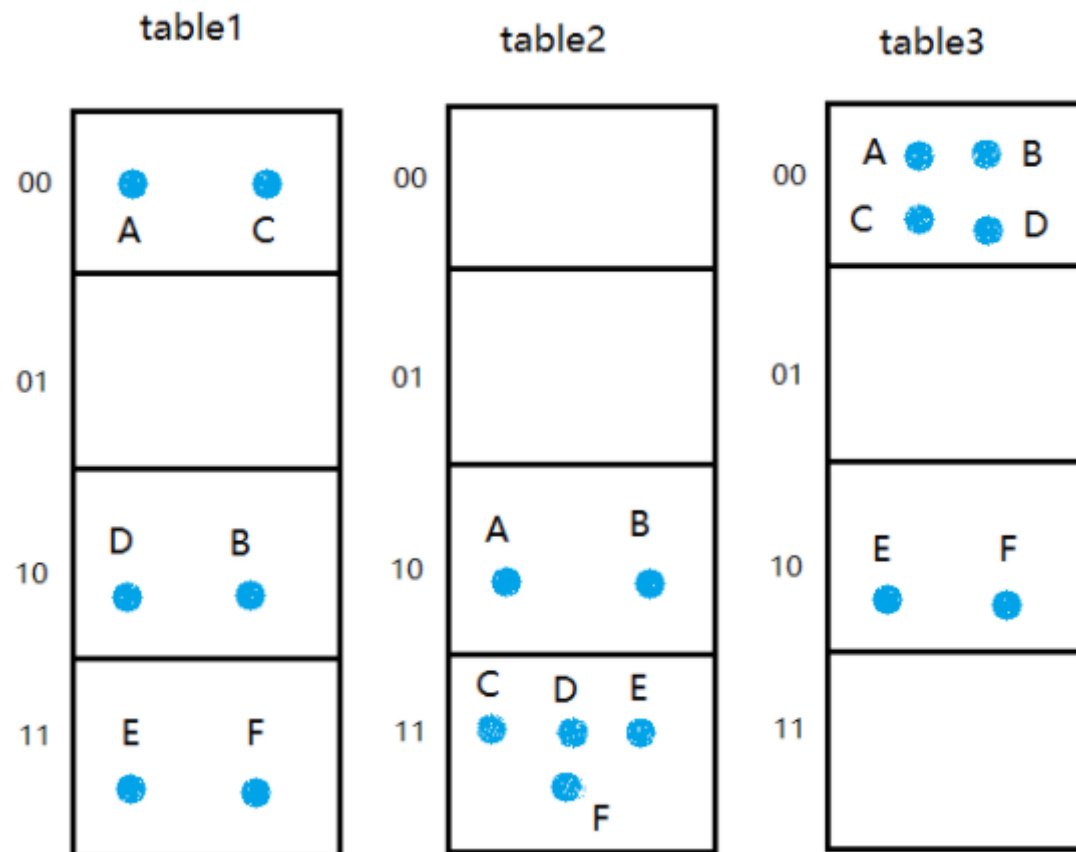 table1 table2 table3
00 A C 00 00 A B C D
01 01 01
10 D B 10 A B 10 E F
11 E F 11 C D E F 11